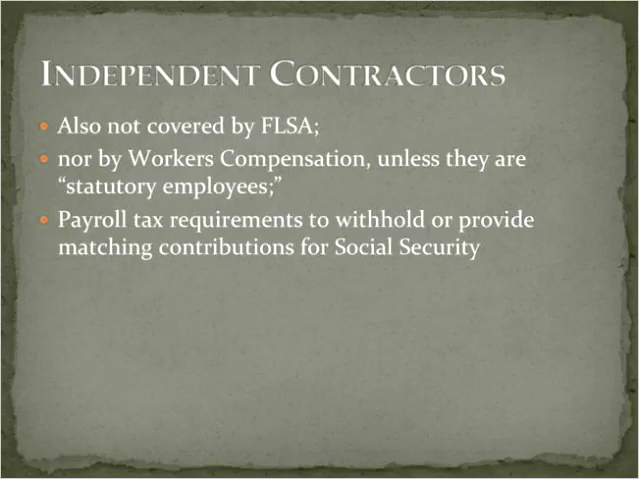 INDEPENDENT CONTRACTORS
Also not covered by FLSA;
nor by Workers Compensation, unless they are
“statutory employees;”
Payroll tax requirements to withhold or provide
matching contributions for Social Security